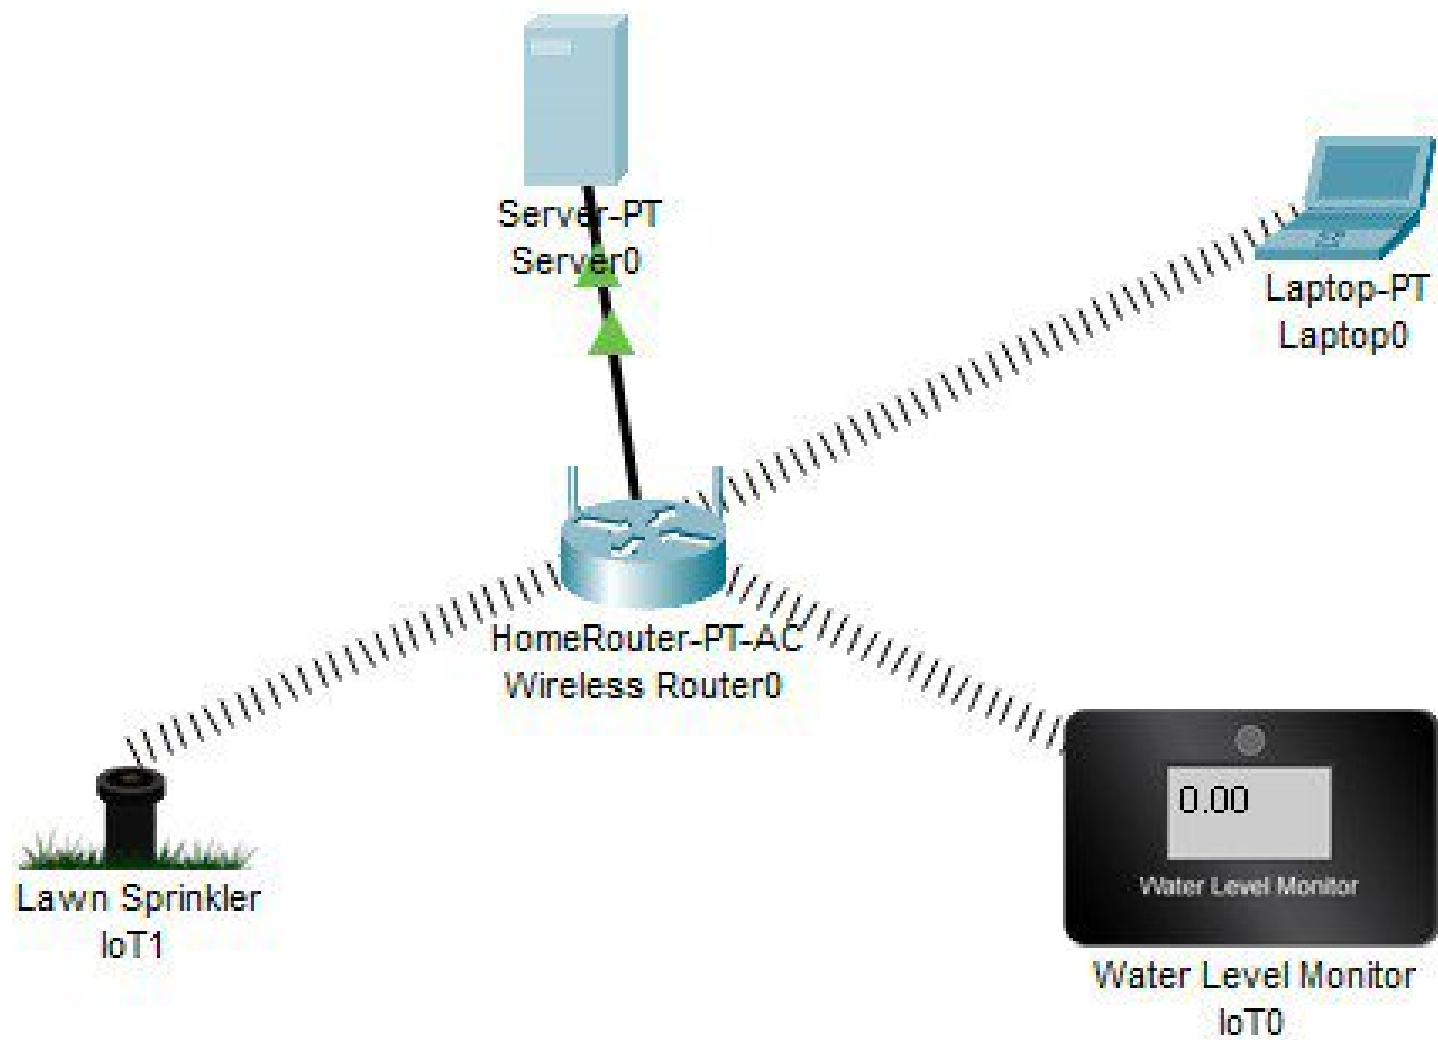 Server-PT
Server0
Laptop-PT
Laptop0
HomeRouter-PT-AC
Wireless Router0
0.00
Water Level Monitor
Lawn Sprinkler
IoT1
Water Level Monitor
IoT0